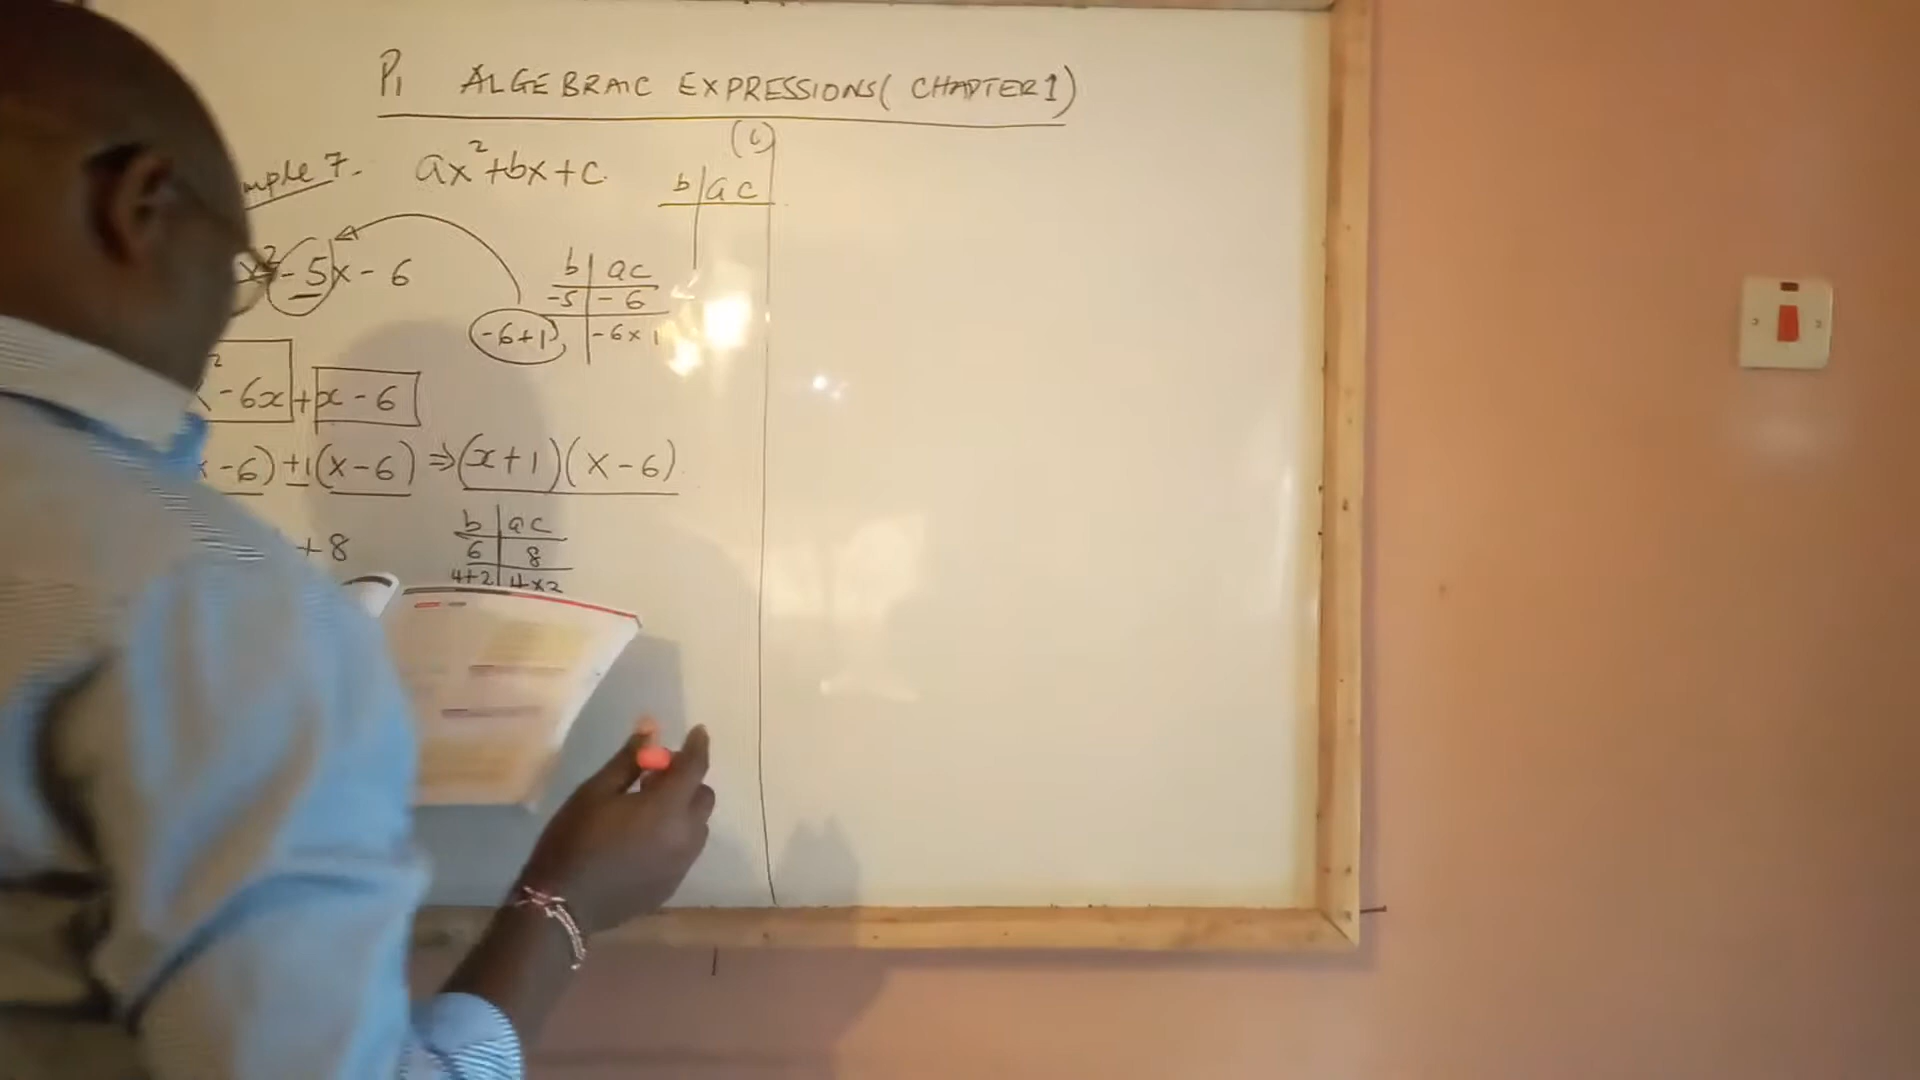 P1 ALGEBRAIC EXPRESSIONS (CHAPTER 1)
7. ax²+bx+c
(c)
b | ac
x²-5x-6
b | ac
-5 | -6
-6+1 | -6×1
-6x + x-6
-6)+1(x-6) ⇒ (x+1)(x-6)
b | ac
+8
6 | 8
4+2 | 4×2